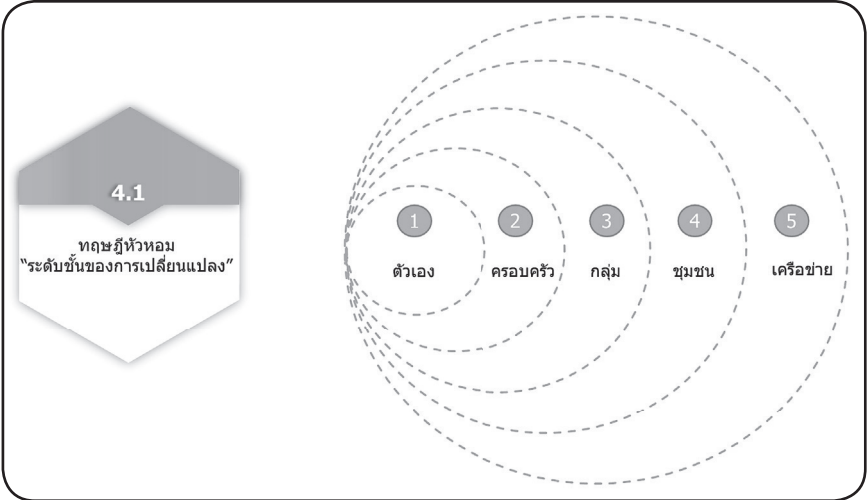 4.1
ทฤษฎีหัวหอม
“ระดับชั้นของการเปลี่ยนแปลง”
1 2 3 4 5
ตัวเอง ครอบครัว กลุ่ม ชุมชน เครือข่าย